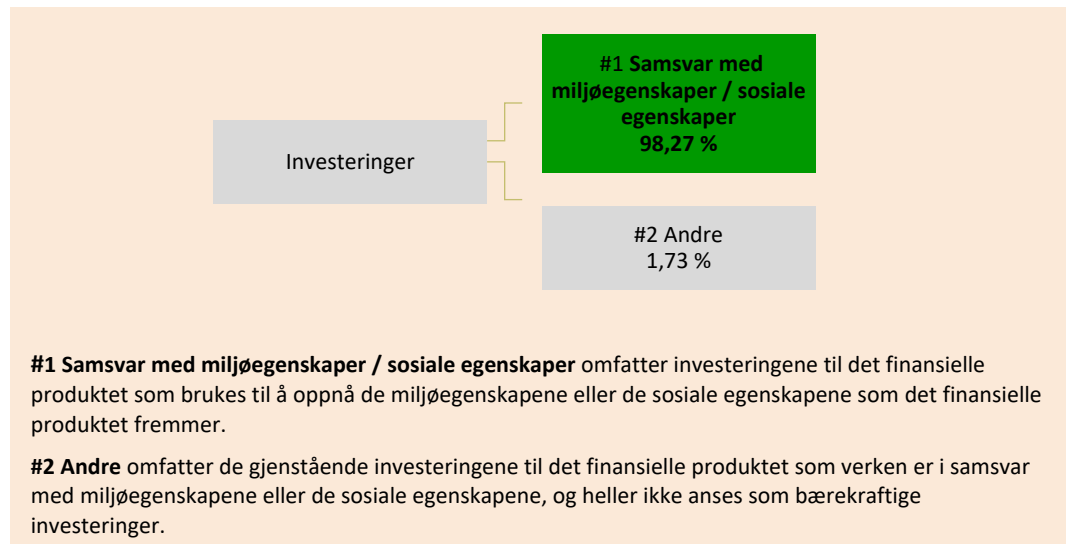 #1 Samsvar med
miljøegenskaper / sosiale
egenskaper
98,27 %
Investeringer
#2 Andre
1,73 %
#1 Samsvar med miljøegenskaper / sosiale egenskaper omfatter investeringene til det finansielle
produktet som brukes til å oppnå de miljøegenskapene eller de sosiale egenskapene som det finansielle
produktet fremmer.
#2 Andre omfatter de gjenstående investeringene til det finansielle produktet som verken er i samsvar
med miljøegenskapene eller de sosiale egenskapene, og heller ikke anses som bærekraftige
investeringer.